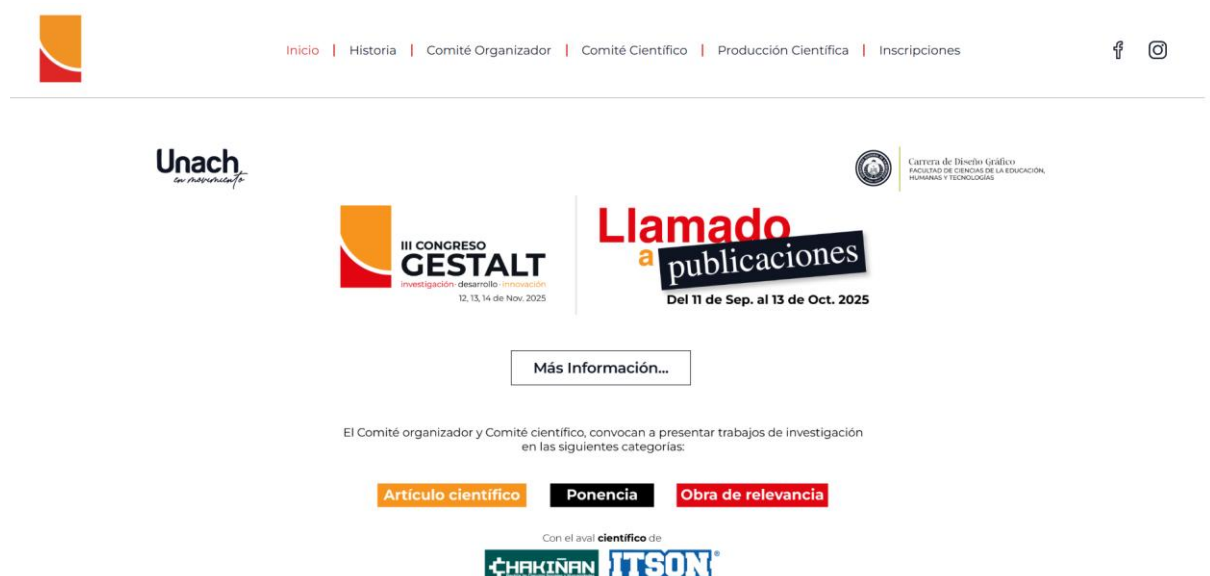 Inicio | Historia | Comité Organizador | Comité Científico | Producción Científica | Inscripciones
Unach
en movimiento
Carrera de Diseño Gráfico
FACULTAD DE CIENCIAS DE LA EDUCACIÓN,
HUMANAS Y TECNOLOGÍAS
III CONGRESO
GESTALT
investigación- desarrollo- innovación
12, 13, 14 de Nov. 2025
Llamado
a publicaciones
Del 11 de Sep. al 13 de Oct. 2025
Más Información...
El Comité organizador y Comité científico, convocan a presentar trabajos de investigación
en las siguientes categorías:
Artículo científico Ponencia Obra de relevancia
Con el aval científico de
CHAKIÑAN ITSON